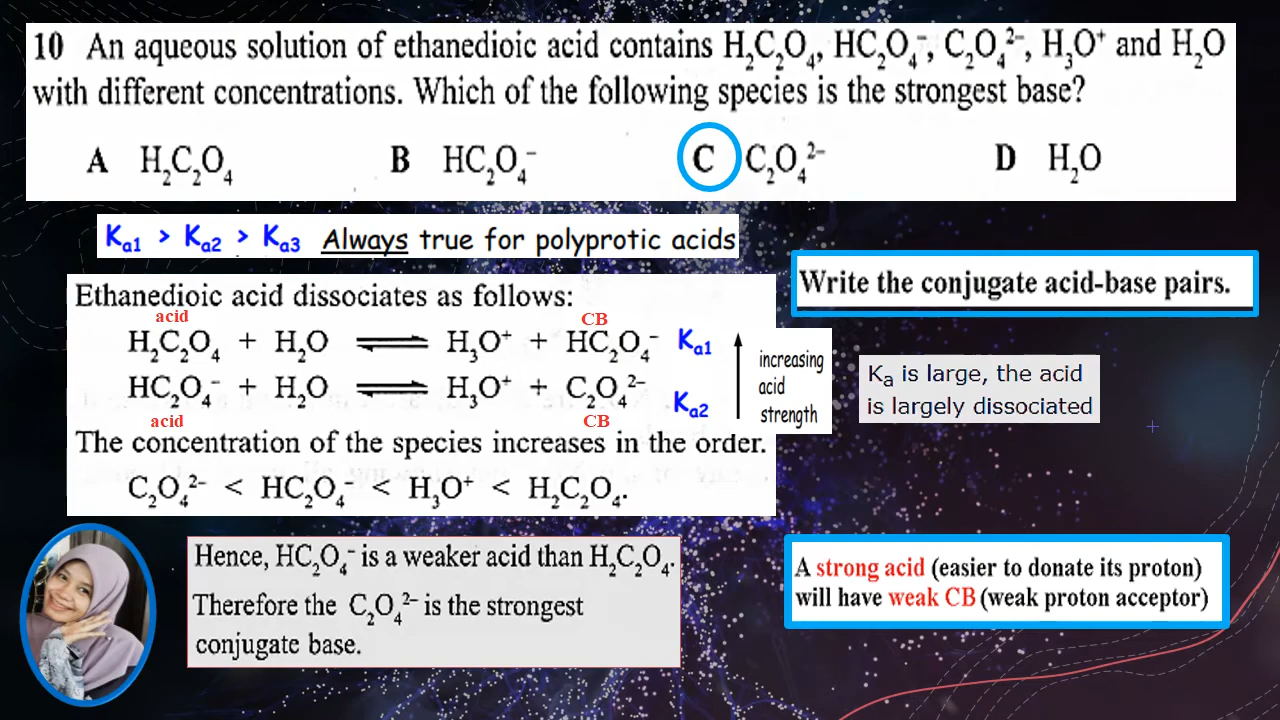 10 An aqueous solution of ethanedioic acid contains H₂C₂O₄, HC₂O₄⁻, C₂O₄²⁻, H₃O⁺ and H₂O
with different concentrations. Which of the following species is the strongest base?
A H₂C₂O₄ B HC₂O₄⁻ C C₂O₄²⁻ D H₂O
Kₐ₁ > Kₐ₂ > Kₐ₃ Always true for polyprotic acids
Write the conjugate acid-base pairs.
Ethanedioic acid dissociates as follows:
acid CB
H₂C₂O₄ + H₂O ⇌ H₃O⁺ + HC₂O₄⁻ Kₐ₁
HC₂O₄⁻ + H₂O ⇌ H₃O⁺ + C₂O₄²⁻ Kₐ₂
acid CB
increasing
acid
strength
Kₐ is large, the acid
is largely dissociated
The concentration of the species increases in the order.
C₂O₄²⁻ < HC₂O₄⁻ < H₃O⁺ < H₂C₂O₄.
Hence, HC₂O₄⁻ is a weaker acid than H₂C₂O₄.
Therefore the C₂O₄²⁻ is the strongest
conjugate base.
A strong acid (easier to donate its proton)
will have weak CB (weak proton acceptor)